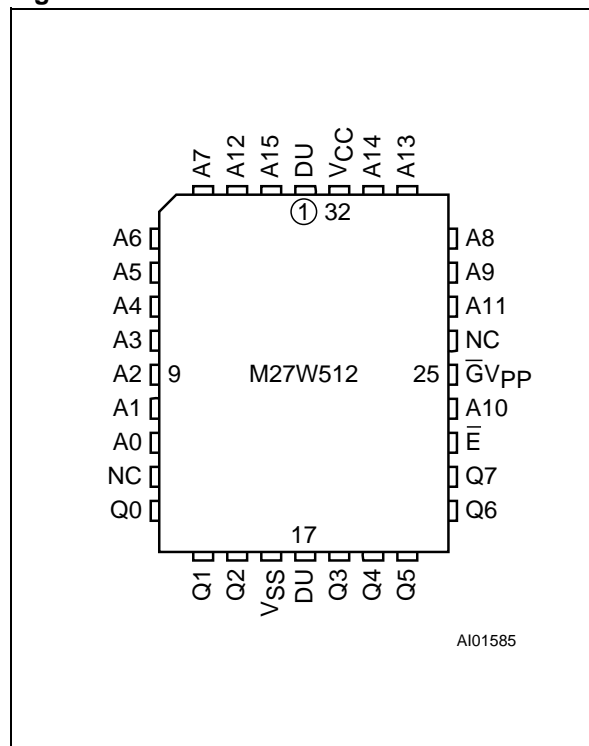 A7 A12 A15 DU VCC A14 A13
① 32
A6 A8
A5 A9
A4 A11
A3 NC
A2 9 M27W512 25 G̅VPP
A1 A10
A0 E̅
NC Q7
Q0 Q6
17
Q1 Q2 VSS DU Q3 Q4 Q5
AI01585